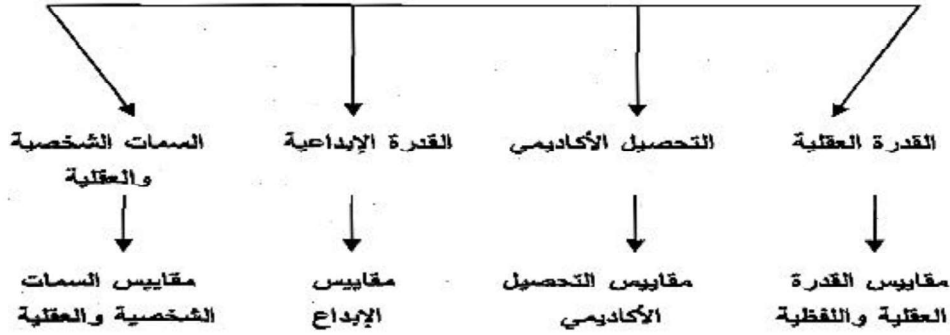 القدرة العقلية
التحصيل الأكاديمي
القدرة الإبداعية
السمات الشخصية
والعقلية
مقاييس القدرة
العقلية واللفظية
مقاييس التحصيل
الأكاديمي
مقاييس
الإبداع
مقاييس السمات
الشخصية والعقلية